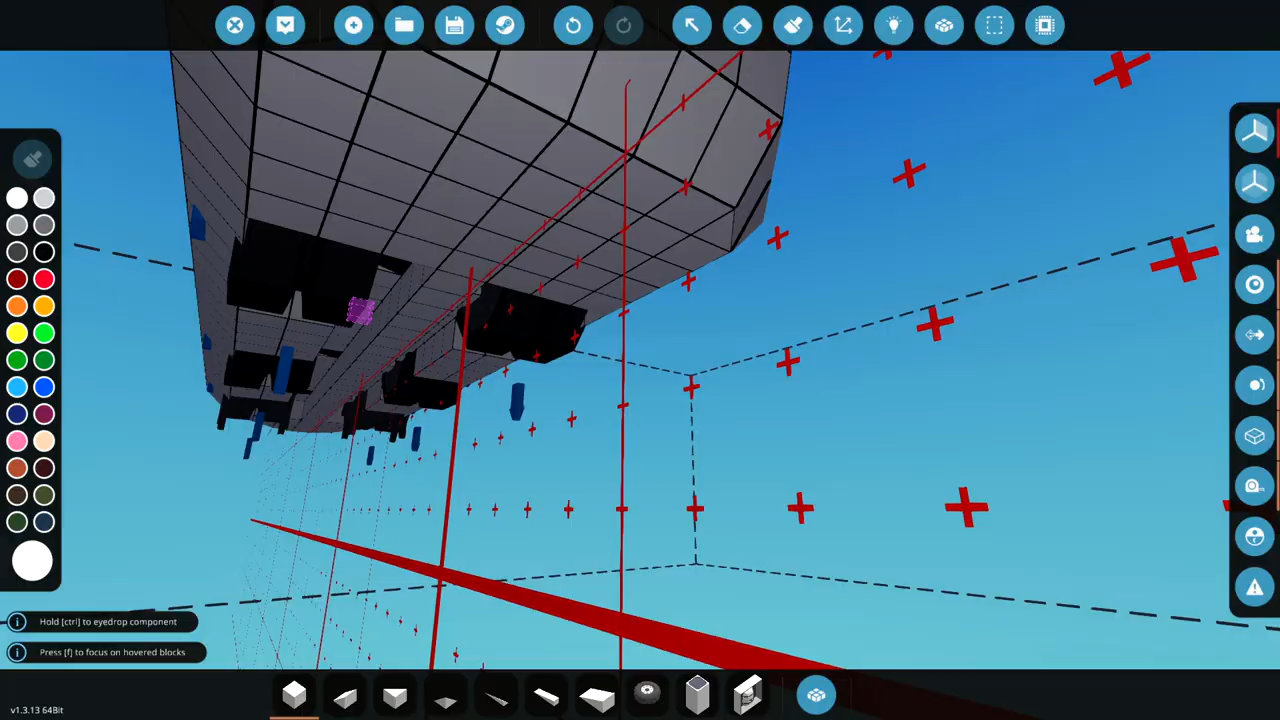 Hold [ctrl] to eyedrop component
Press [f] to focus on hovered blocks
v1.3.13 64Bit